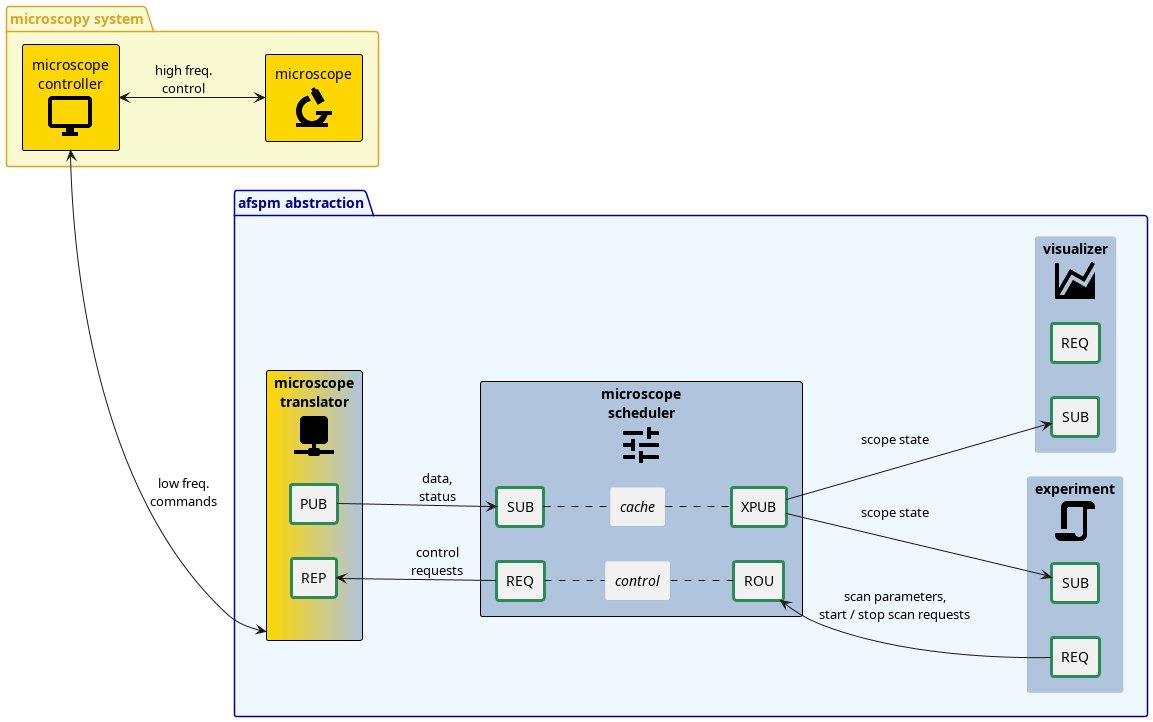 microscopy system
microscope
controller
high freq.
control
microscope
afspm abstraction
low freq.
commands
microscope
translator
PUB
REP
data,
status
control
requests
microscope
scheduler
SUB
cache
XPUB
REQ
control
ROU
scope state
scope state
scan parameters,
start / stop scan requests
visualizer
REQ
SUB
experiment
SUB
REQ